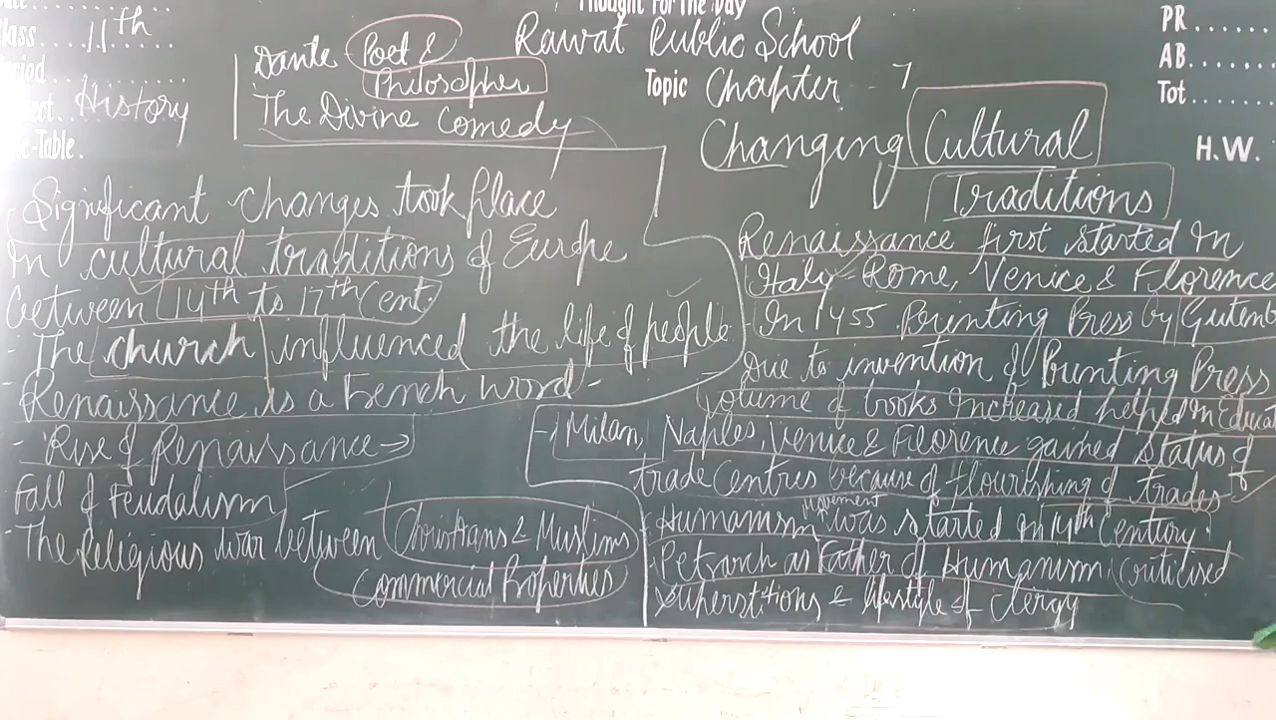 Thought For The Day
Class....11th
Rawat Public School
PR......
Period
Dante - Poet &
Philosopher
The Divine Comedy
Topic Chapter - 7
AB.......
Tot......
Subject.. History
Changing Cultural
Traditions
H.W.
Significant changes took place
In cultural traditions of Europe
between 14th to 17th Cent.
- The church influenced the life of people
- Renaissance is a French word -
- Rise of Renaissance →
Fall of Feudalism
- The Religious war between Christians & Muslims
Commercial Properties
Renaissance first started In
Italy - Rome, Venice & Florence
- In 1455 Printing Press by Gutenb
- Due to invention of Printing Press
volume of books Increased helped In Educat
- Milan, Naples, Venice & Florence gained status of
trade Centres because of flourishing of trades
- Humanism movement was started In 14th Centtury.
Petrarch as Father of Humanism criticised
superstitions & lifestyle of clergy